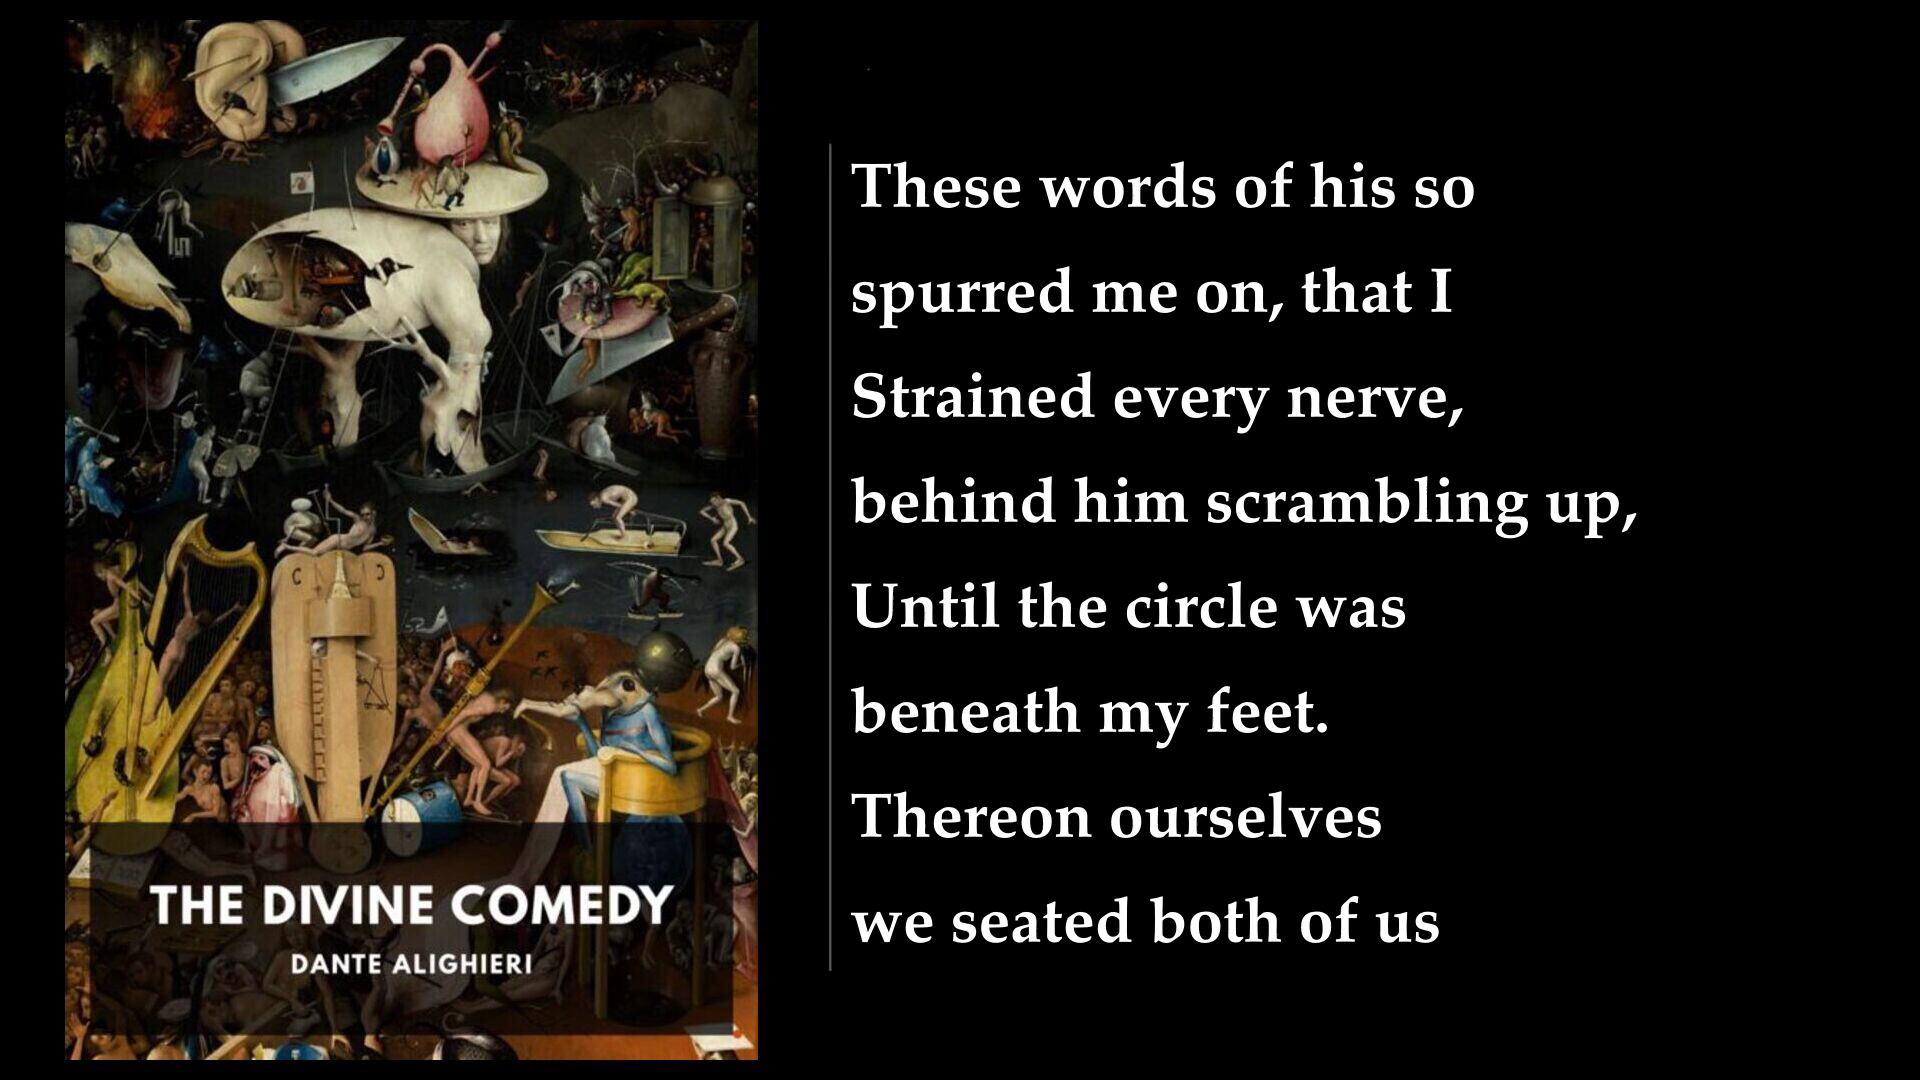 THE DIVINE COMEDY
DANTE ALIGHIERI
These words of his so
spurred me on, that I
Strained every nerve,
behind him scrambling up,
Until the circle was
beneath my feet.
Thereon ourselves
we seated both of us